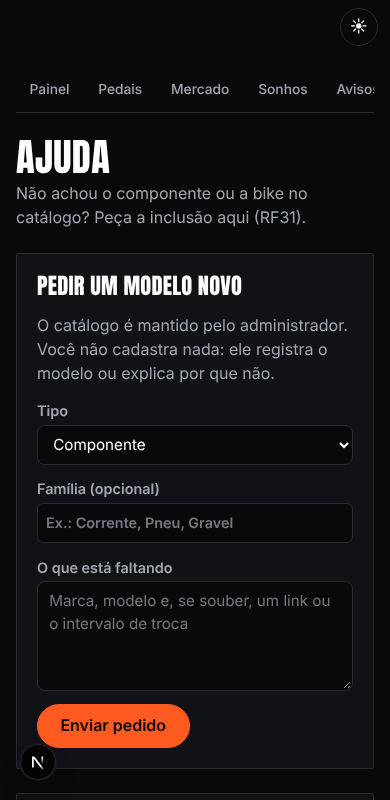 Painel Pedais Mercado Sonhos Avisos
AJUDA
Não achou o componente ou a bike no
catálogo? Peça a inclusão aqui (RF31).
PEDIR UM MODELO NOVO
O catálogo é mantido pelo administrador.
Você não cadastra nada: ele registra o
modelo ou explica por que não.
Tipo
Componente
Família (opcional)
Ex.: Corrente, Pneu, Gravel
O que está faltando
Marca, modelo e, se souber, um link ou
o intervalo de troca
Enviar pedido
N